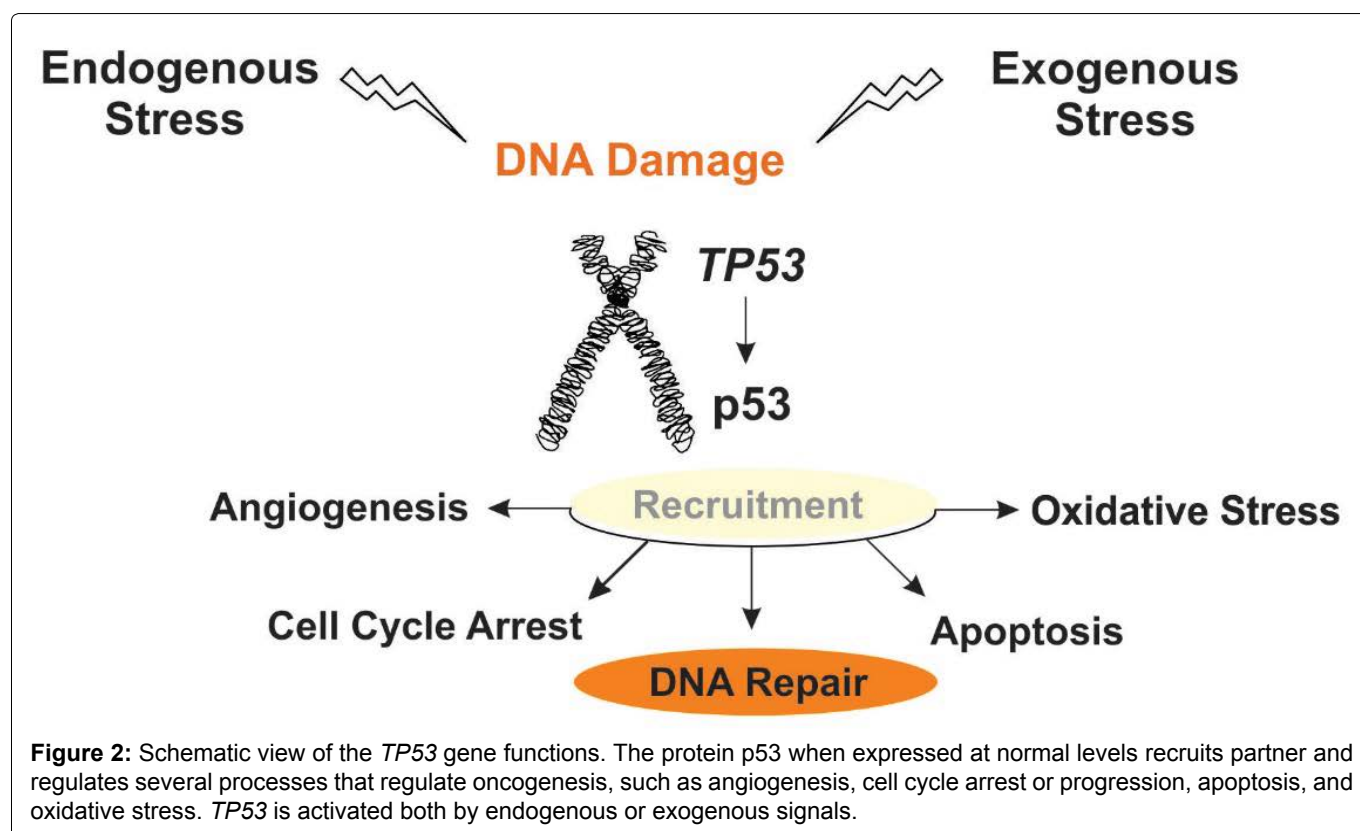 Endogenous
Stress
Exogenous
Stress
DNA Damage
TP53
p53
Recruitment
Angiogenesis
Oxidative Stress
Cell Cycle Arrest
Apoptosis
DNA Repair
Figure 2: Schematic view of the TP53 gene functions. The protein p53 when expressed at normal levels recruits partner and
regulates several processes that regulate oncogenesis, such as angiogenesis, cell cycle arrest or progression, apoptosis, and
oxidative stress. TP53 is activated both by endogenous or exogenous signals.